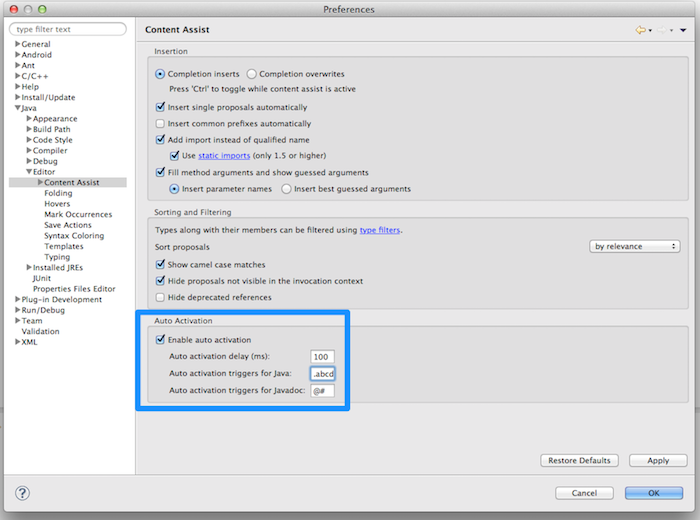 Preferences
type filter text
Content Assist
General
Android
Ant
C/C++
Help
Install/Update
Java
Appearance
Build Path
Code Style
Compiler
Debug
Editor
Content Assist
Folding
Hovers
Mark Occurrences
Save Actions
Syntax Coloring
Templates
Typing
Installed JREs
JUnit
Properties Files Editor
Plug-in Development
Run/Debug
Team
Validation
XML
Insertion
Completion inserts Completion overwrites
Press 'Ctrl' to toggle while content assist is active
Insert single proposals automatically
Insert common prefixes automatically
Add import instead of qualified name
Use static imports (only 1.5 or higher)
Fill method arguments and show guessed arguments
Insert parameter names Insert best guessed arguments
Sorting and Filtering
Types along with their members can be filtered using type filters.
Sort proposals by relevance
Show camel case matches
Hide proposals not visible in the invocation context
Hide deprecated references
Auto Activation
Enable auto activation
Auto activation delay (ms): 100
Auto activation triggers for Java: .abcd
Auto activation triggers for Javadoc: @#
Restore Defaults Apply
? Cancel OK